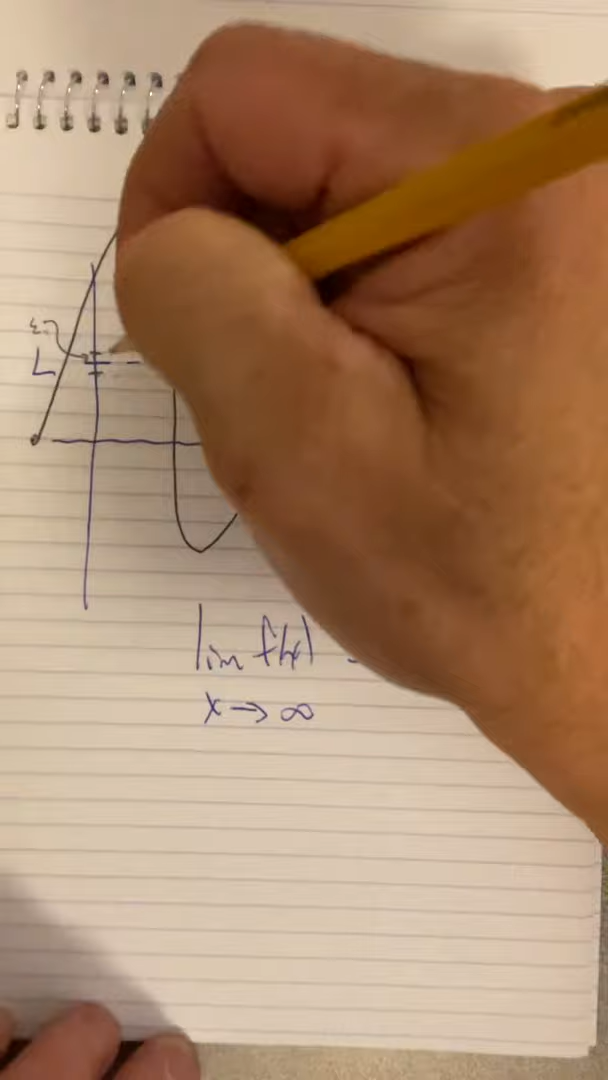 ε
L
lim f(x)
x → ∞